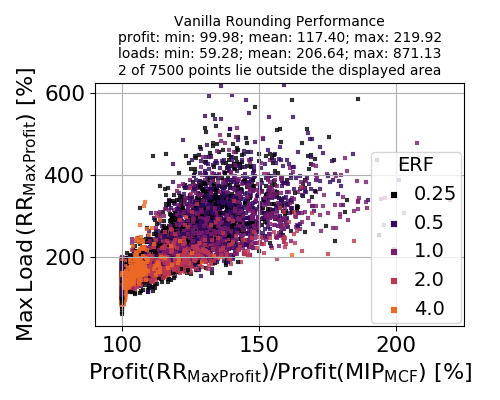 Vanilla Rounding Performance
profit: min: 99.98; mean: 117.40; max: 219.92
loads: min: 59.28; mean: 206.64; max: 871.13
2 of 7500 points lie outside the displayed area
Max Load(RR_MaxProfit) [%]
600
400
200
ERF
0.25
0.5
1.0
2.0
4.0
100
150
200
Profit(RR_MaxProfit)/Profit(MIP_MCF) [%]